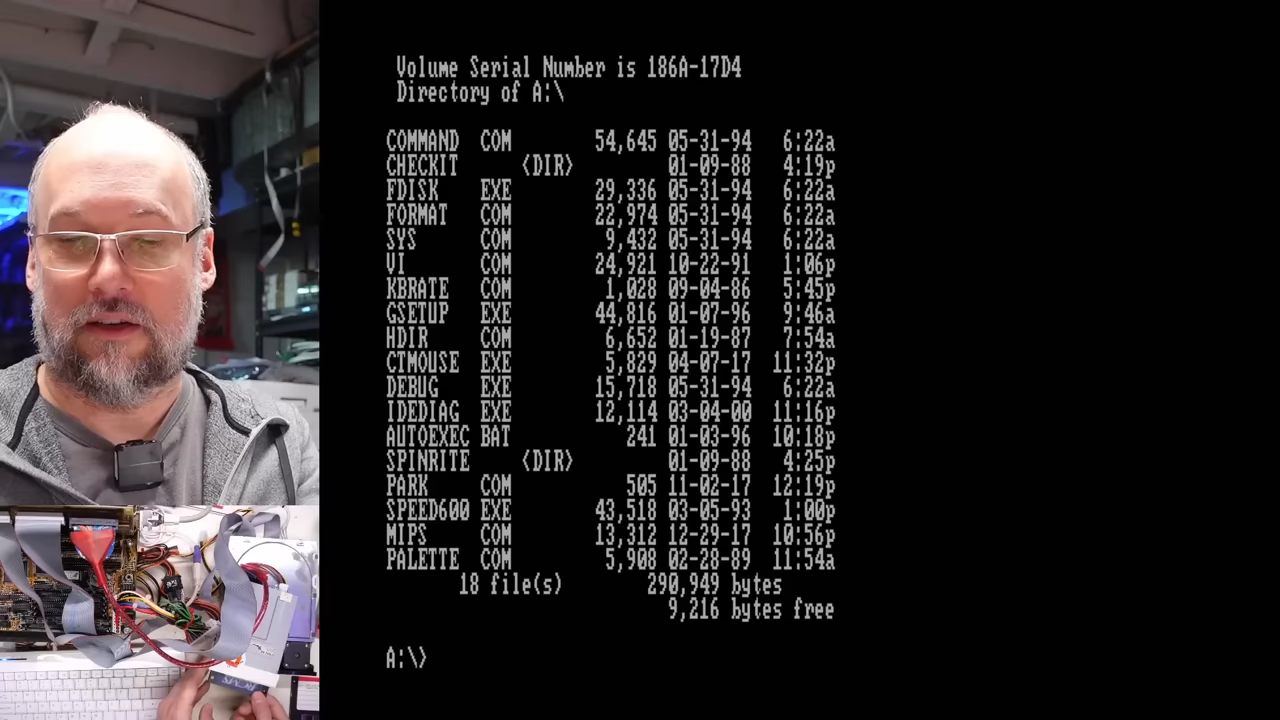 Volume Serial Number is 186A-17D4
Directory of A:\
COMMAND COM 54,645 05-31-94 6:22a
CHECKIT <DIR> 01-09-88 4:19p
FDISK EXE 29,336 05-31-94 6:22a
FORMAT COM 22,974 05-31-94 6:22a
SYS COM 9,432 05-31-94 6:22a
VI COM 24,921 10-22-91 1:06p
KBRATE COM 1,028 09-04-86 5:45p
GSETUP EXE 44,816 01-07-96 9:46a
HDIR COM 6,652 01-19-87 7:54a
CTMOUSE EXE 5,829 04-07-17 11:32p
DEBUG EXE 15,718 05-31-94 6:22a
IDEDIAG EXE 12,114 03-04-00 11:16p
AUTOEXEC BAT 241 01-03-96 10:18p
SPINRITE <DIR> 01-09-88 4:25p
PARK COM 505 11-02-17 12:19p
SPEED600 EXE 43,518 03-05-93 1:00p
MIPS COM 13,312 12-29-17 10:56p
PALETTE COM 5,908 02-28-89 11:54a
18 file(s) 290,949 bytes
9,216 bytes free
A:\>